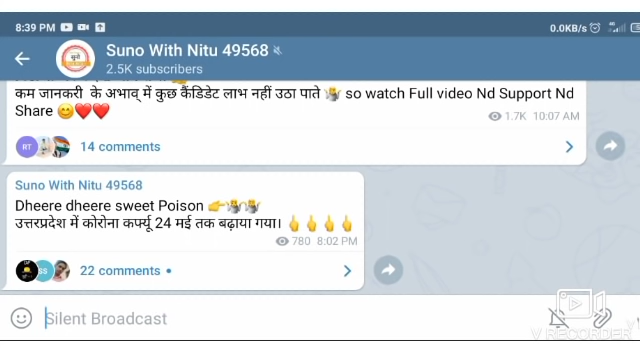 8:39 PM
0.0KB/s
Suno With Nitu 49568
2.5K subscribers
कम जानकरी के अभाव् में कुछ कैंडिडेट लाभ नहीं उठा पाते 🤷 so watch Full video Nd Support Nd
Share 😊❤❤
1.7K 10:07 AM
RT
14 comments
Suno With Nitu 49568
Dheere dheere sweet Poison 👉🤷🤷
उत्तरप्रदेश में कोरोना कर्फ्यू 24 मई तक बढ़ाया गया। 👆👆👆👆
780 8:02 PM
SS
22 comments
Silent Broadcast
V RECORDER